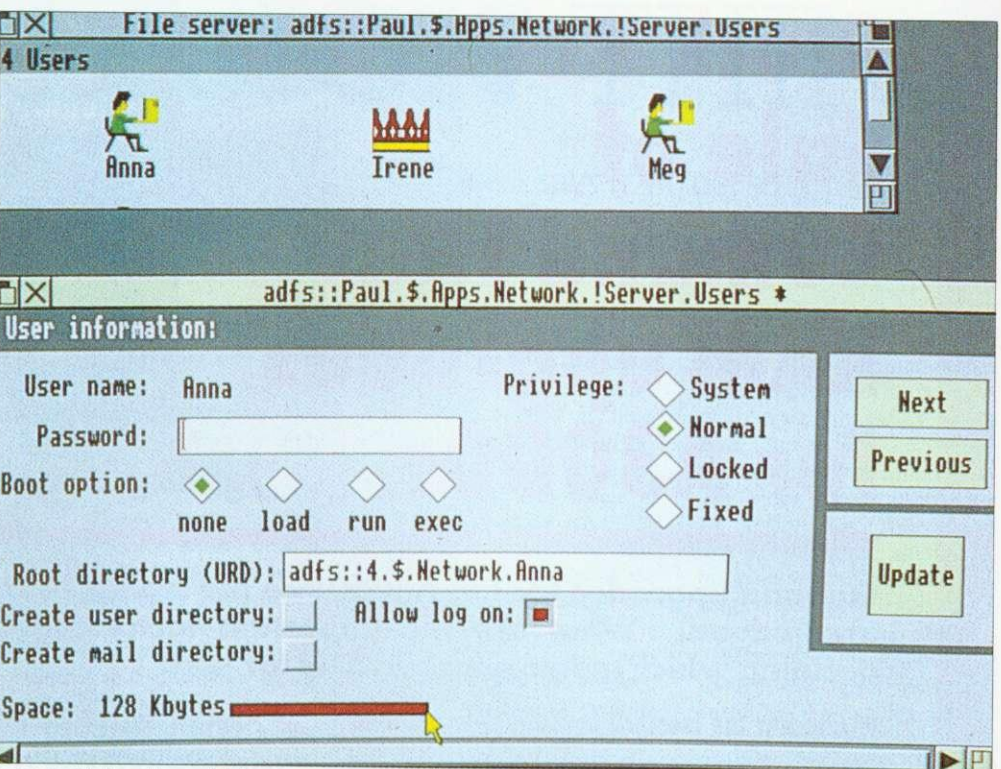 File server: adfs::Paul.$.Apps.Network.!Server.Users
4 Users
Anna Irene Meg
adfs::Paul.$.Apps.Network.!Server.Users *
User information:
User name: Anna
Privilege: System
Normal
Locked
Fixed
Password:
Boot option:
none load run exec
Root directory (URD): adfs::4.$.Network.Anna
Create user directory: Allow log on:
Create mail directory:
Space: 128 Kbytes
Next
Previous
Update